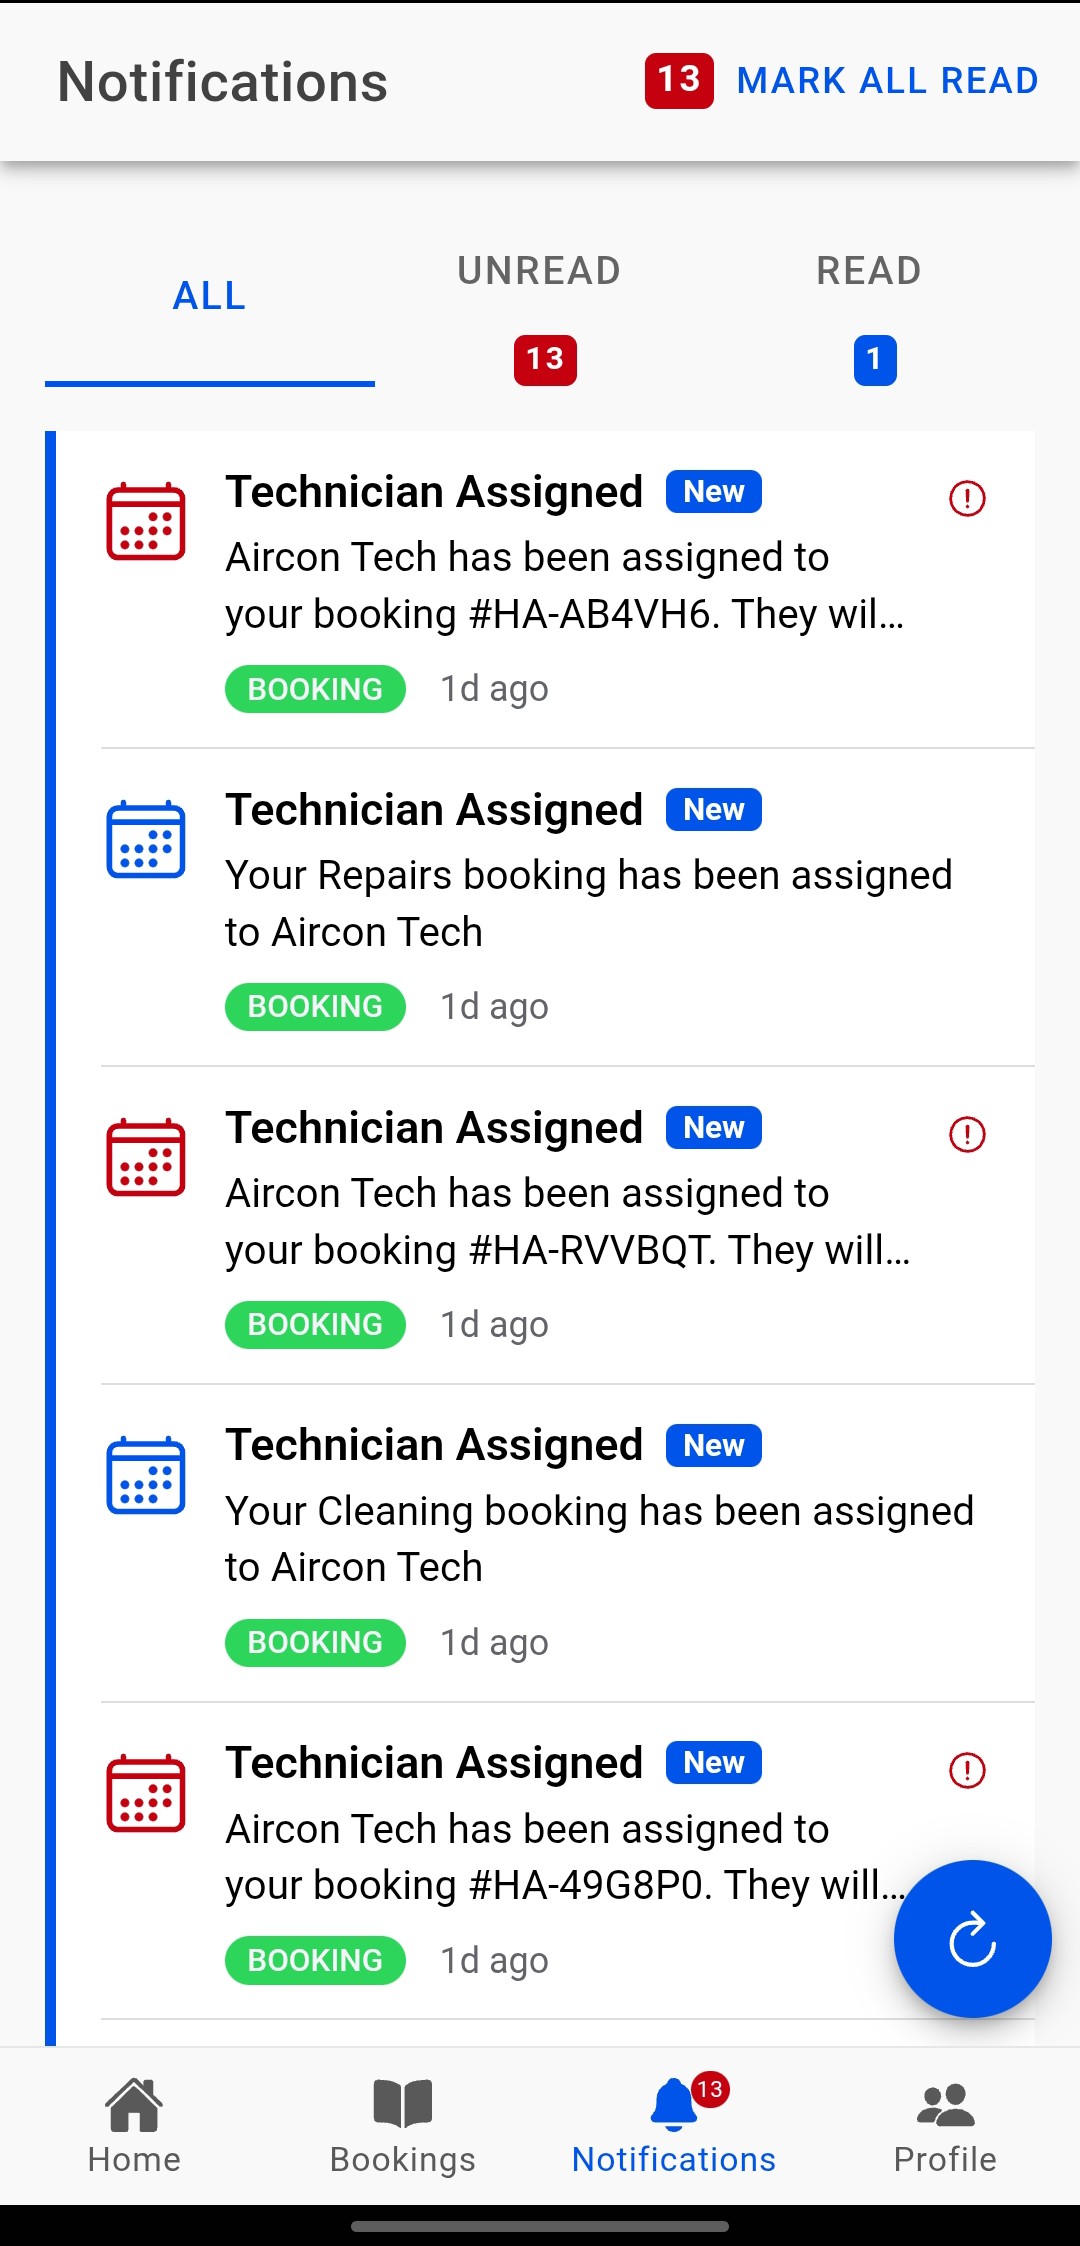 Notifications
13 MARK ALL READ
ALL
UNREAD
13
READ
1
Technician Assigned New
Aircon Tech has been assigned to
your booking #HA-AB4VH6. They wil...
BOOKING 1d ago
Technician Assigned New
Your Repairs booking has been assigned
to Aircon Tech
BOOKING 1d ago
Technician Assigned New
Aircon Tech has been assigned to
your booking #HA-RVVBQT. They will...
BOOKING 1d ago
Technician Assigned New
Your Cleaning booking has been assigned
to Aircon Tech
BOOKING 1d ago
Technician Assigned New
Aircon Tech has been assigned to
your booking #HA-49G8P0. They will...
BOOKING 1d ago
13
Home Bookings Notifications Profile